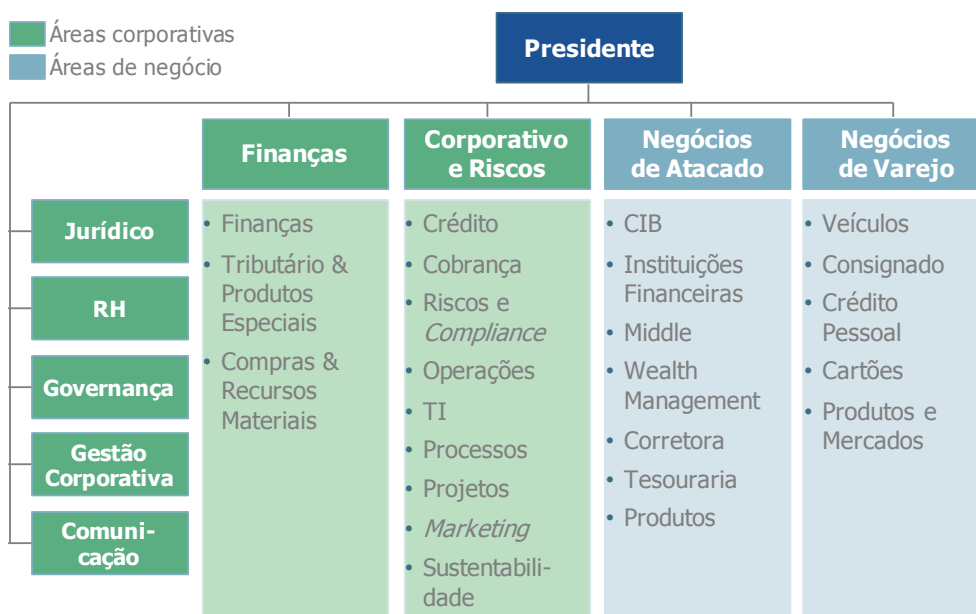 Áreas corporativas
Áreas de negócio
Presidente
Finanças
Corporativo
e Riscos
Negócios
de Atacado
Negócios
de Varejo
Jurídico
RH
Governança
Gestão
Corporativa
Comuni-
cação
• Finanças
• Tributário &
Produtos
Especiais
• Compras &
Recursos
Materiais
• Crédito
• Cobrança
• Riscos e
Compliance
• Operações
• TI
• Processos
• Projetos
• Marketing
• Sustentabili-
dade
• CIB
• Instituições
Financeiras
• Middle
• Wealth
Management
• Corretora
• Tesouraria
• Produtos
• Veículos
• Consignado
• Crédito
Pessoal
• Cartões
• Produtos e
Mercados